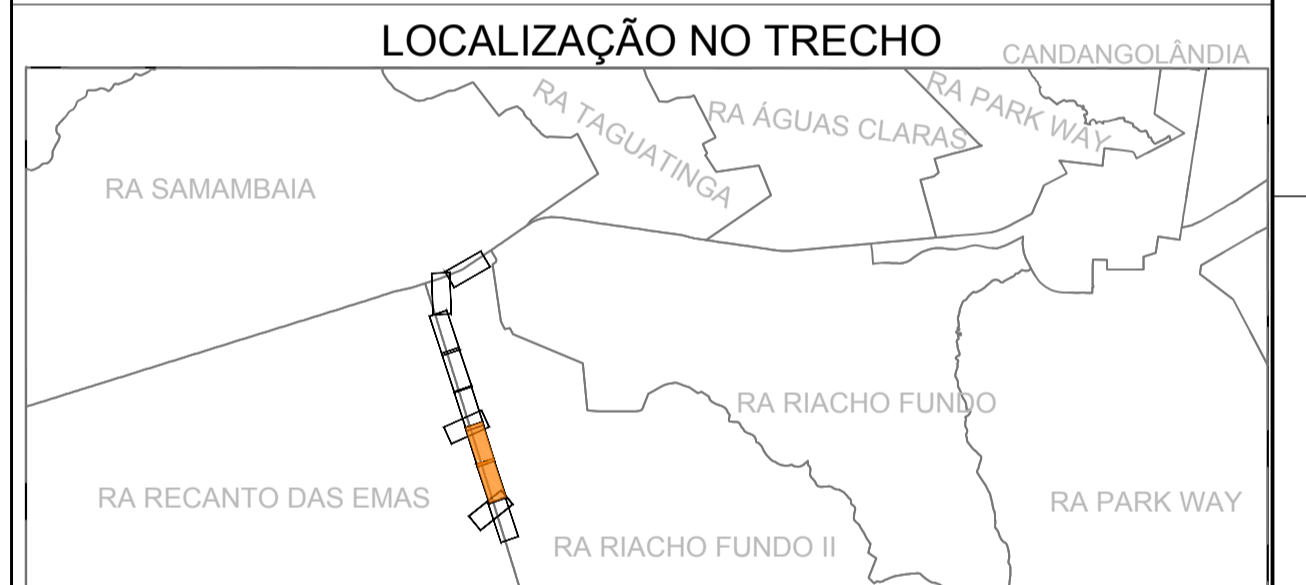 LOCALIZAÇÃO NO TRECHO
CANDANGOLÂNDIA
RA TAGUATINGA
RA ÁGUAS CLARAS
RA PARK WAY
RA SAMAMBAIA
RA RIACHO FUNDO
RA RECANTO DAS EMAS
RA PARK WAY
RA RIACHO FUNDO II